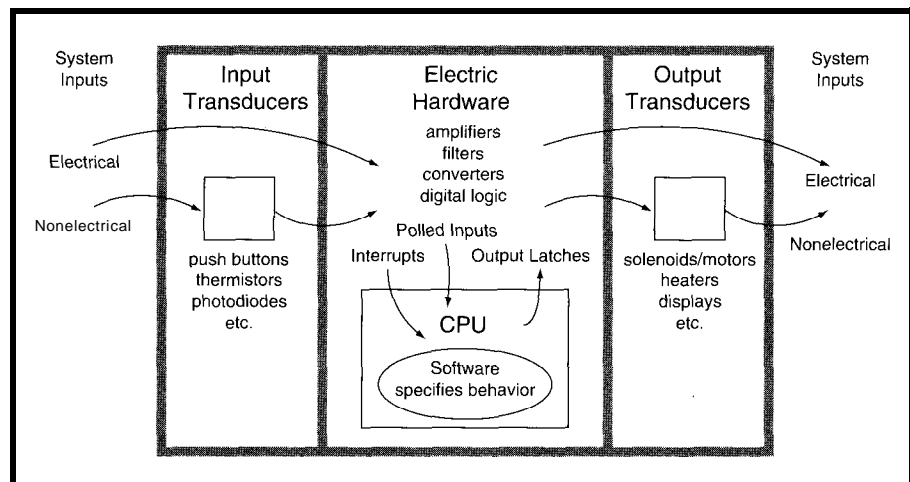 System
Inputs
Input
Transducers
Electric
Hardware
Output
Transducers
System
Inputs
amplifiers
filters
converters
digital logic
Electrical
Nonelectrical
Electrical
Nonelectrical
push buttons
thermistors
photodiodes
etc.
Polled Inputs
Interrupts
Output Latches
solenoids/motors
heaters
displays
etc.
CPU
Software
specifies behavior